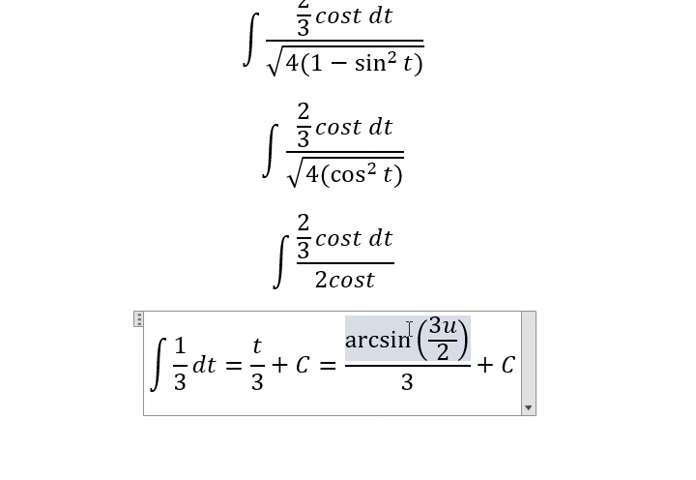 ∫ (2/3 cost dt) / √(4(1 − sin² t))
∫ (2/3 cost dt) / √(4(cos² t))
∫ (2/3 cost dt) / (2cost)
∫ 1/3 dt = t/3 + C = arcsin(3u/2) / 3 + C